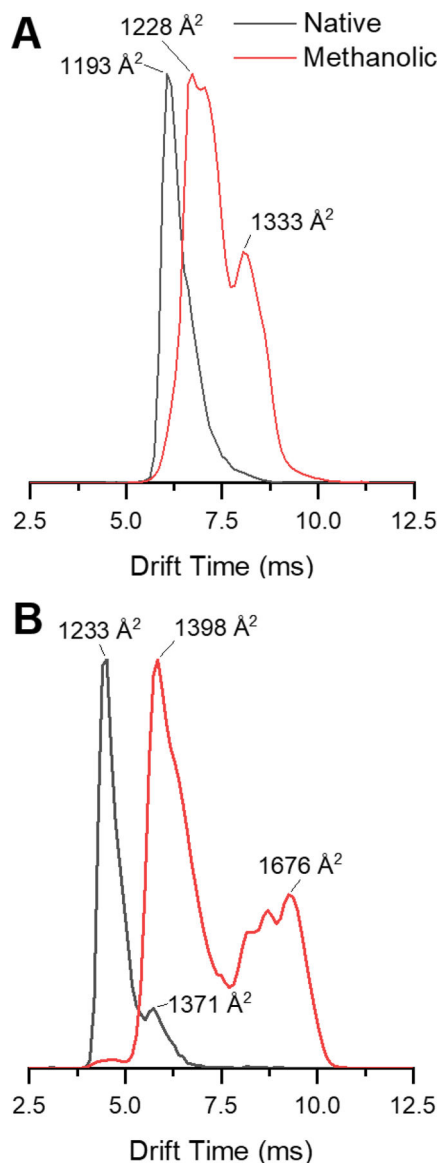 A
1228 Å²
Native
Methanolic
1193 Å²
1333 Å²
2.5 5.0 7.5 10.0 12.5
Drift Time (ms)
B
1233 Å²
1398 Å²
1676 Å²
1371 Å²
2.5 5.0 7.5 10.0 12.5
Drift Time (ms)